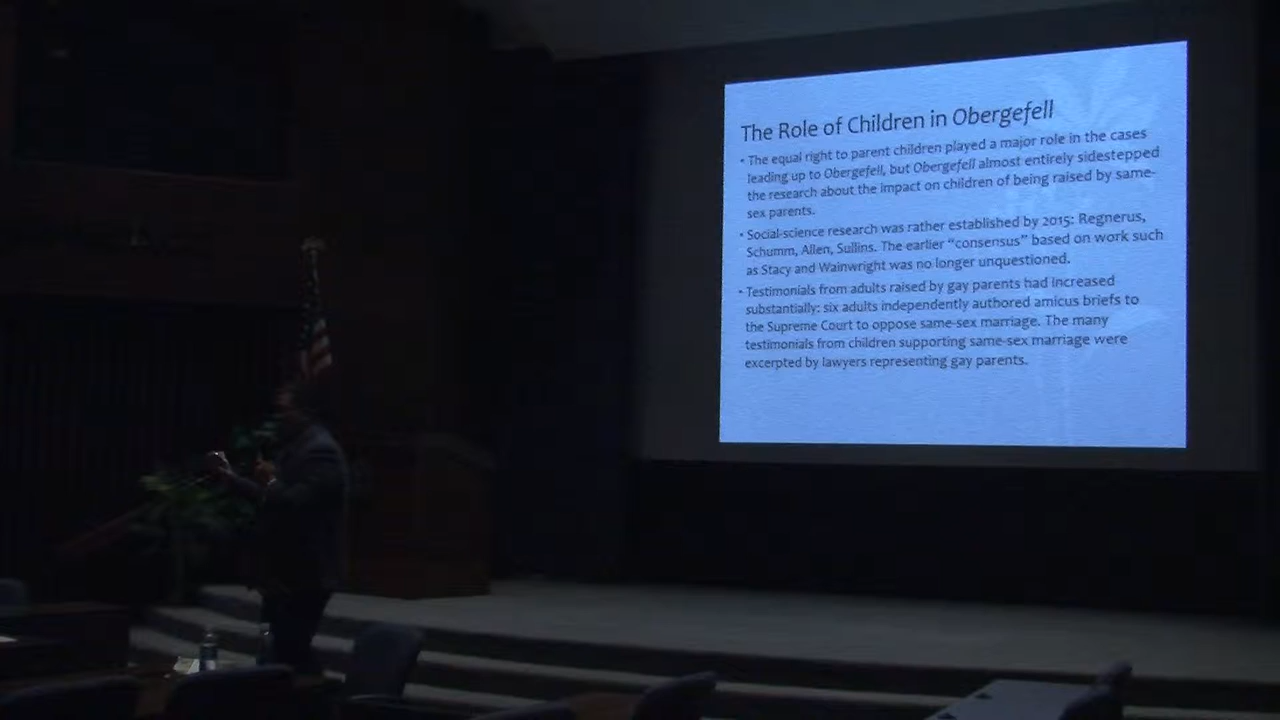 The Role of Children in Obergefell
• The equal right to parent children played a major role in the cases
leading up to Obergefell, but Obergefell almost entirely sidestepped
the research about the impact on children of being raised by same-
sex parents.
• Social-science research was rather established by 2015: Regnerus,
Schumm, Allen, Sullins. The earlier “consensus” based on work such
as Stacy and Wainwright was no longer unquestioned.
• Testimonials from adults raised by gay parents had increased
substantially: six adults independently authored amicus briefs to
the Supreme Court to oppose same-sex marriage. The many
testimonials from children supporting same-sex marriage were
excerpted by lawyers representing gay parents.